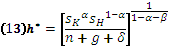 (13)h* = [s_K^α s_H^{1-α} / (n + g + δ)]^{1/(1-α-β)}